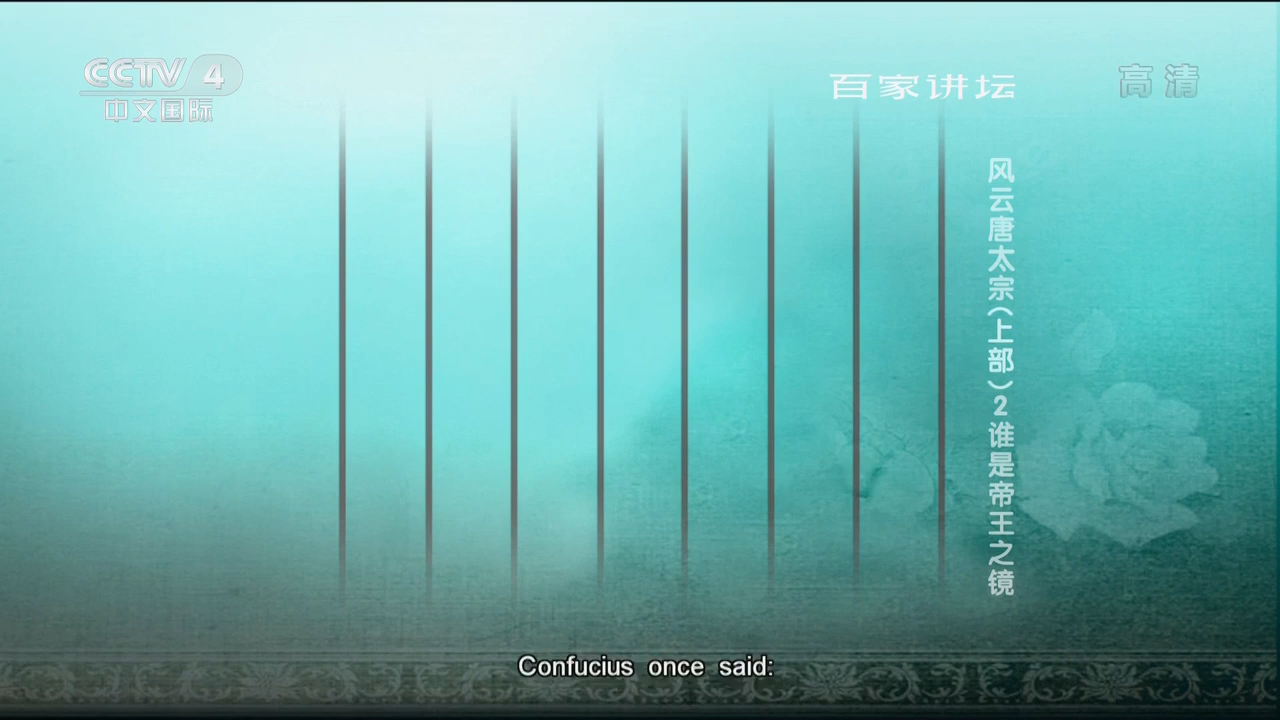 CCTV 4
中文国际
百家讲坛
高清
风云唐太宗(上部)2谁是帝王之镜
Confucius once said: